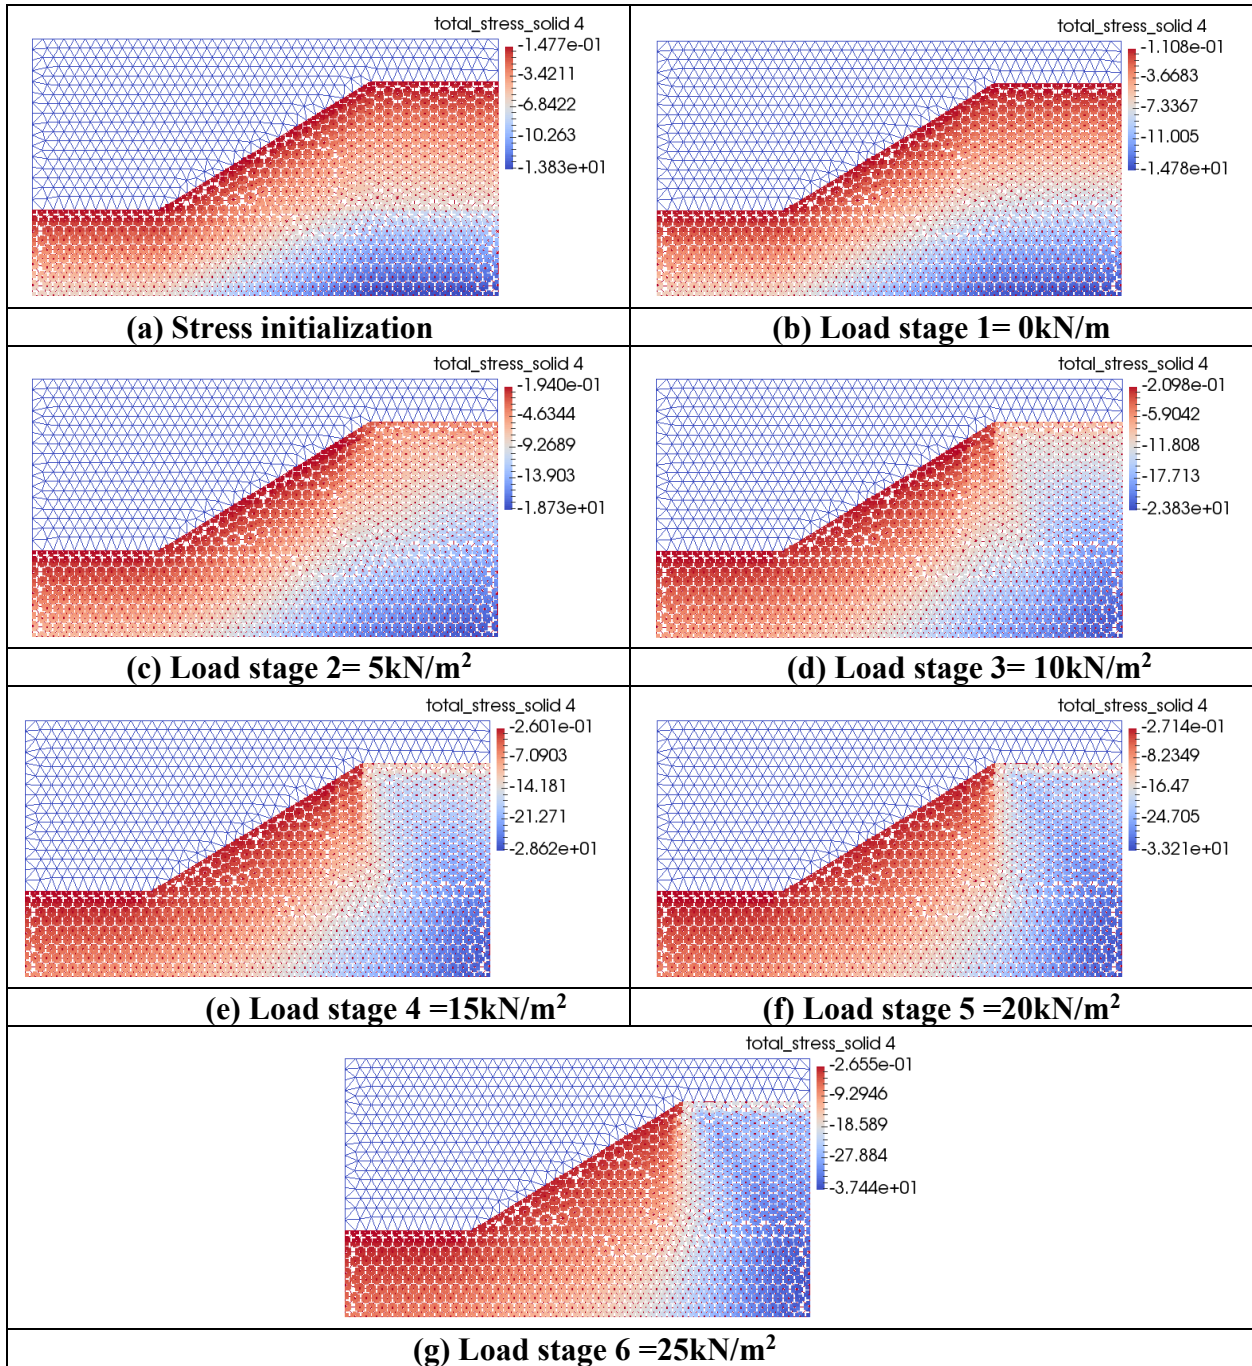 total_stress_solid 4
-1.477e-01
-3.4211
-6.8422
-10.263
-1.383e+01
(a) Stress initialization
total_stress_solid 4
-1.108e-01
-3.6683
-7.3367
-11.005
-1.478e+01
(b) Load stage 1= 0kN/m
total_stress_solid 4
-1.940e-01
-4.6344
-9.2689
-13.903
-1.873e+01
(c) Load stage 2= 5kN/m²
total_stress_solid 4
-2.098e-01
-5.9042
-11.808
-17.713
-2.383e+01
(d) Load stage 3= 10kN/m²
total_stress_solid 4
-2.601e-01
-7.0903
-14.181
-21.271
-2.862e+01
(e) Load stage 4 =15kN/m²
total_stress_solid 4
-2.714e-01
-8.2349
-16.47
-24.705
-3.321e+01
(f) Load stage 5 =20kN/m²
total_stress_solid 4
-2.655e-01
-9.2946
-18.589
-27.884
-3.744e+01
(g) Load stage 6 =25kN/m²